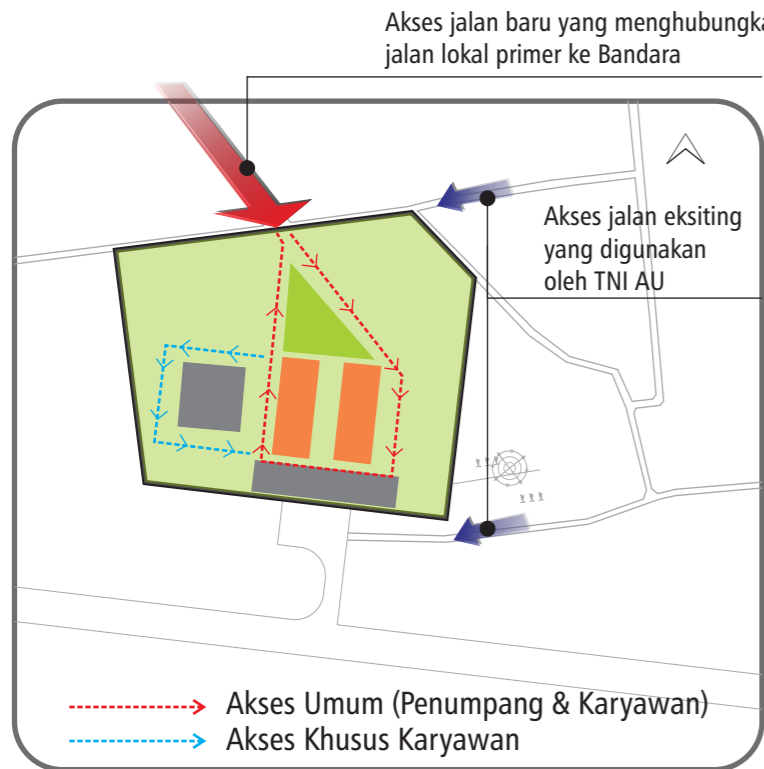 Akses jalan baru yang menghubungka
jalan lokal primer ke Bandara
Akses jalan eksiting
yang digunakan
oleh TNI AU
Akses Umum (Penumpang & Karyawan)
Akses Khusus Karyawan